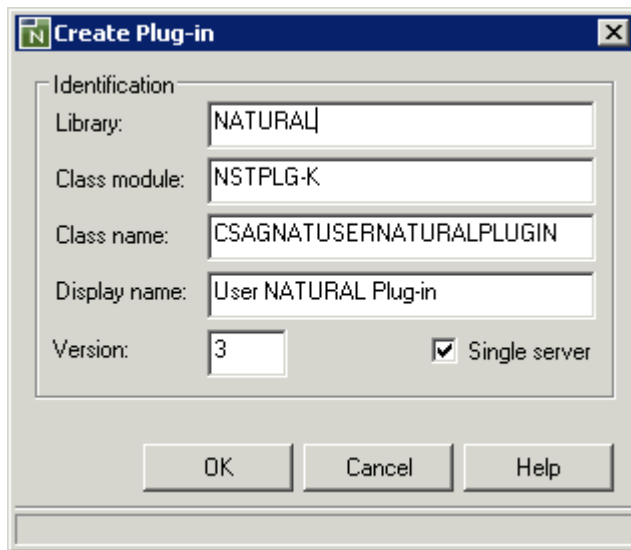 N Create Plug-in
Identification
Library: NATURAL
Class module: NSTPLG-K
Class name: CSAGNATUSERNATURALPLUGIN
Display name: User NATURAL Plug-in
Version: 3 Single server
OK Cancel Help